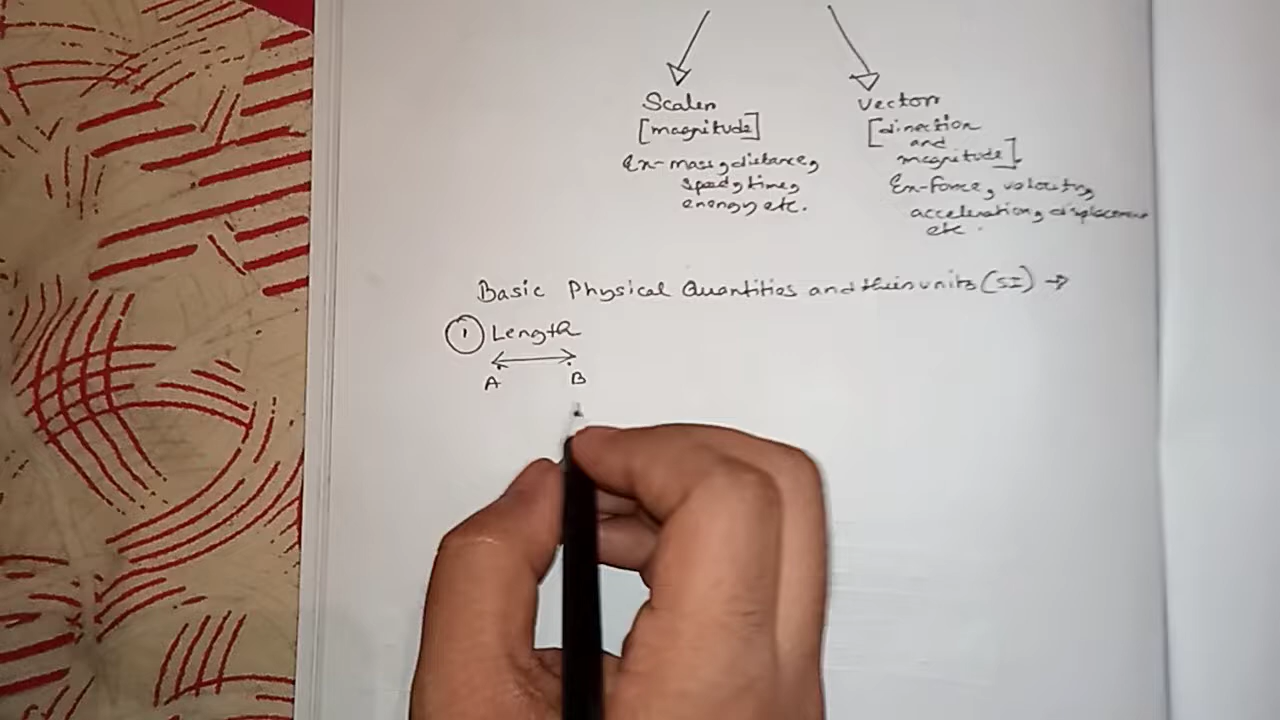 Scaler
vector
[magnitude]
[direction
and
magnitude]
Ex- mass, distance,
speed, time,
energy etc.
Ex- Force, velocity,
acceleration, displacement
etc.
Basic Physical Quantities and their units (SI) →
① Length
A B